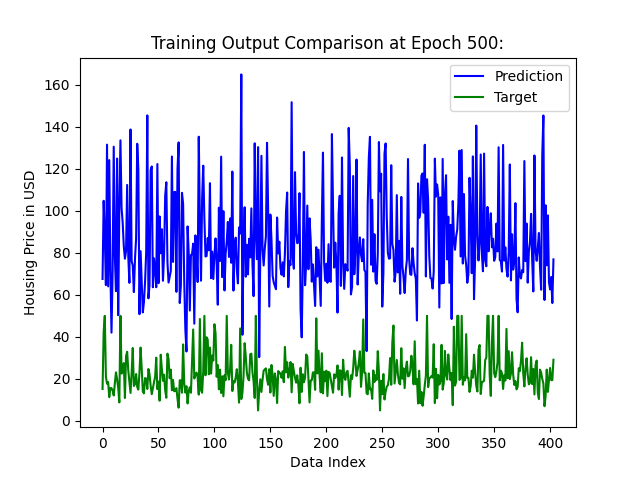 Training Output Comparison at Epoch 500:
Prediction
Target
Housing Price in USD
160
140
120
100
80
60
40
20
0
0 50 100 150 200 250 300 350 400
Data Index